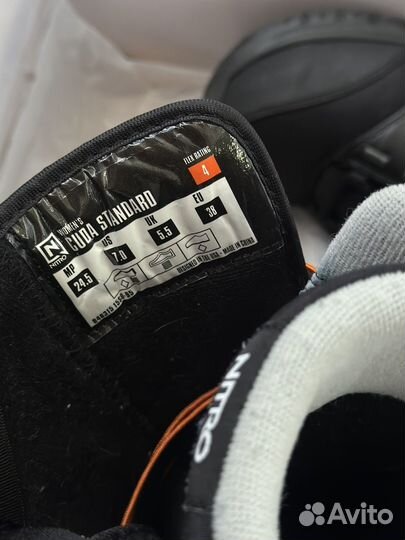 WOMEN'S
CUDA STANDARD
FLEX RATING
4
NITRO
MP US UK EU
24.5 7.0 5.5 38
DESIGNED IN THE USA - MADE IN CHINA
NITRO
Avito